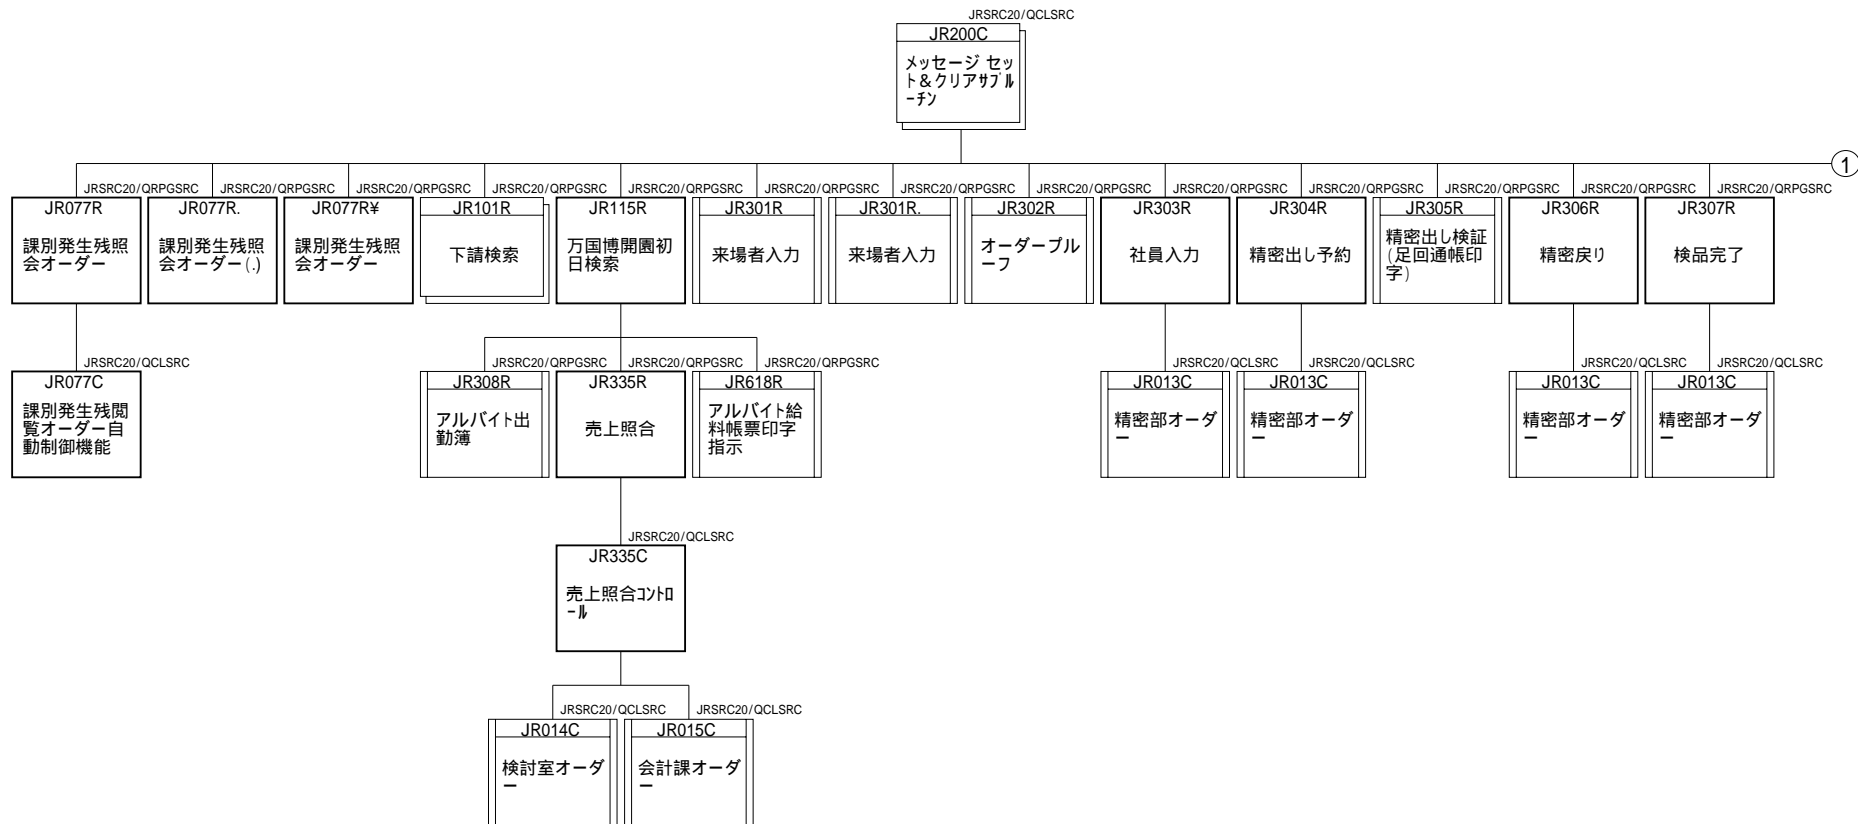 JRSRC20/QCLSRC
JR200C
メッセージ セッ
ト＆クリアサブル
ｰチン
1
JRSRC20/QRPGSRC
JR077R
課別発生残照
会オーダー
JRSRC20/QRPGSRC
JR077R.
課別発生残照
会オーダー(.)
JRSRC20/QRPGSRC
JR077R¥
課別発生残照
会オーダー
JRSRC20/QRPGSRC
JR101R
下請検索
JRSRC20/QRPGSRC
JR115R
万国博開園初
日検索
JRSRC20/QRPGSRC
JR301R
来場者入力
JRSRC20/QRPGSRC
JR301R.
来場者入力
JRSRC20/QRPGSRC
JR302R
オーダープル
ーフ
JRSRC20/QRPGSRC
JR303R
社員入力
JRSRC20/QRPGSRC
JR304R
精密出し予約
JRSRC20/QRPGSRC
JR305R
精密出し検証
(足回通帳印
字)
JRSRC20/QRPGSRC
JR306R
精密戻り
JRSRC20/QRPGSRC
JR307R
検品完了
JRSRC20/QCLSRC
JR077C
課別発生残閲
覧オーダー自
動制御機能
JRSRC20/QRPGSRC
JR308R
アルバイト出
勤簿
JRSRC20/QRPGSRC
JR335R
売上照合
JRSRC20/QRPGSRC
JR618R
アルバイト給
料帳票印字
指示
JRSRC20/QCLSRC
JR013C
精密部オーダ
ー
JRSRC20/QCLSRC
JR013C
精密部オーダ
ー
JRSRC20/QCLSRC
JR013C
精密部オーダ
ー
JRSRC20/QCLSRC
JR013C
精密部オーダ
ー
JRSRC20/QCLSRC
JR335C
売上照合ｺﾝﾄﾛ
ｰﾙ
JRSRC20/QCLSRC
JR014C
検討室オーダ
ー
JRSRC20/QCLSRC
JR015C
会計課オーダ
ー